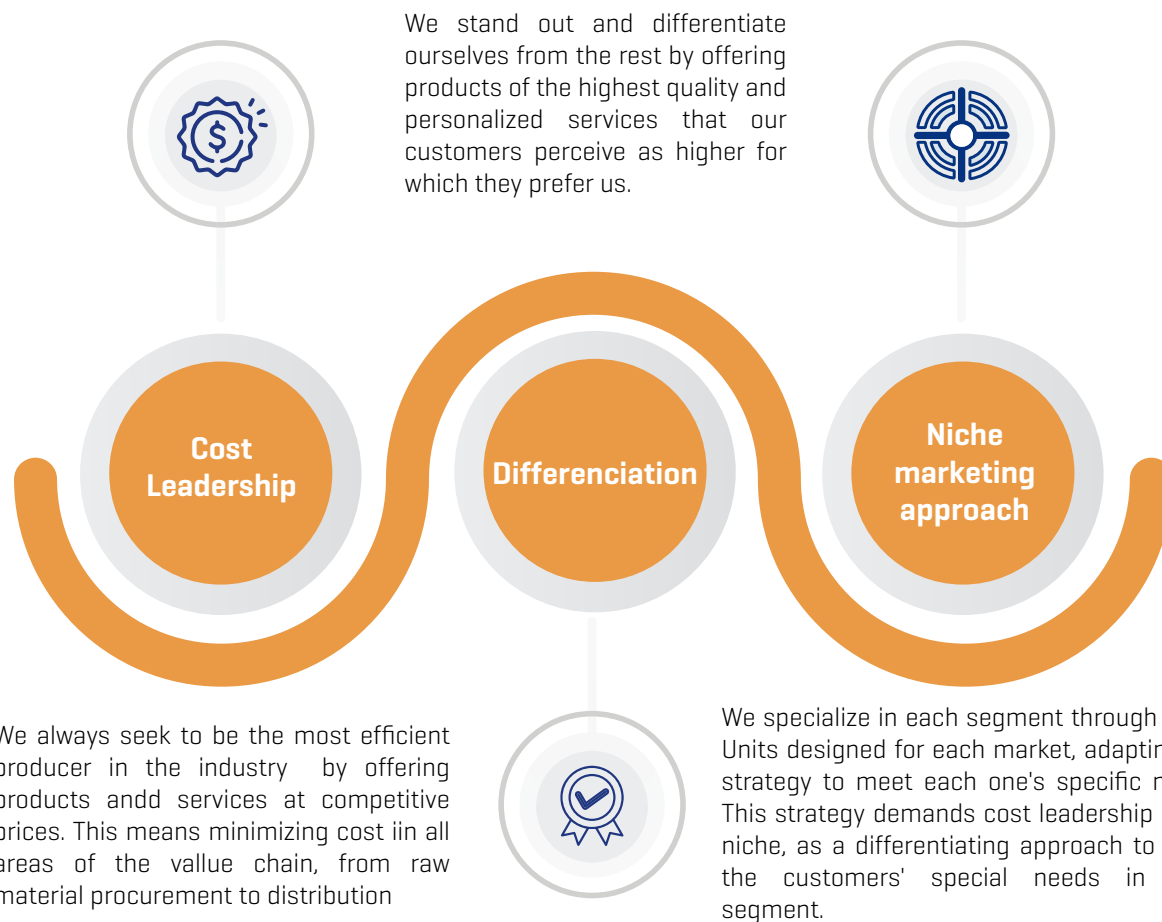 We stand out and differentiate
ourselves from the rest by offering
products of the highest quality and
personalized services that our
customers perceive as higher for
which they prefer us.
$
Cost
Leadership
Differenciation
Niche
marketing
approach
We always seek to be the most efficient
producer in the industry by offering
products andd services at competitive
prices. This means minimizing cost iin all
areas of the vallue chain, from raw
material procurement to distribution
We specialize in each segment through
Units designed for each market,
strategy to meet each one's specific
This strategy demands cost leadership
niche, as a differentiating approach to
the customers' special needs in
segment.